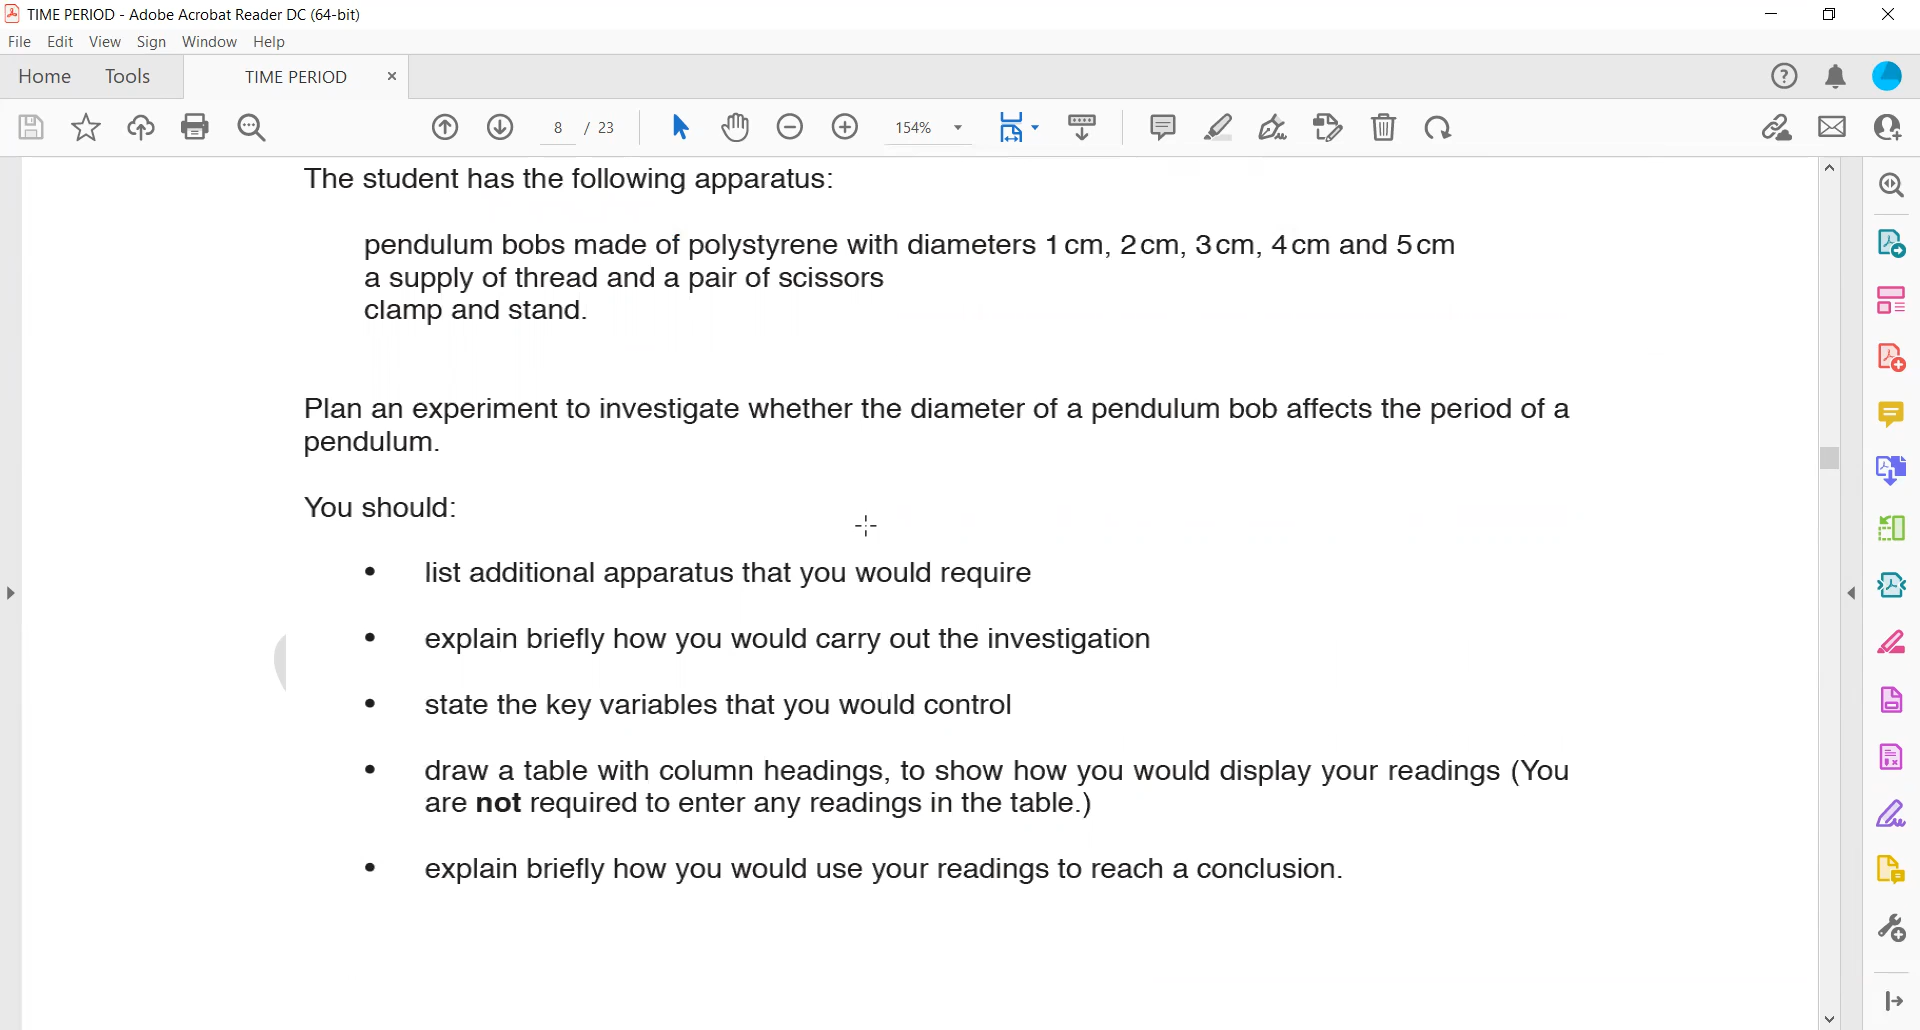 TIME PERIOD - Adobe Acrobat Reader DC (64-bit)
File Edit View Sign Window Help
Home Tools TIME PERIOD
8 / 23 154%
The student has the following apparatus:
pendulum bobs made of polystyrene with diameters 1 cm, 2 cm, 3 cm, 4 cm and 5 cm
a supply of thread and a pair of scissors
clamp and stand.
Plan an experiment to investigate whether the diameter of a pendulum bob affects the period of a
pendulum.
You should:
• list additional apparatus that you would require
• explain briefly how you would carry out the investigation
• state the key variables that you would control
• draw a table with column headings, to show how you would display your readings (You
are not required to enter any readings in the table.)
• explain briefly how you would use your readings to reach a conclusion.